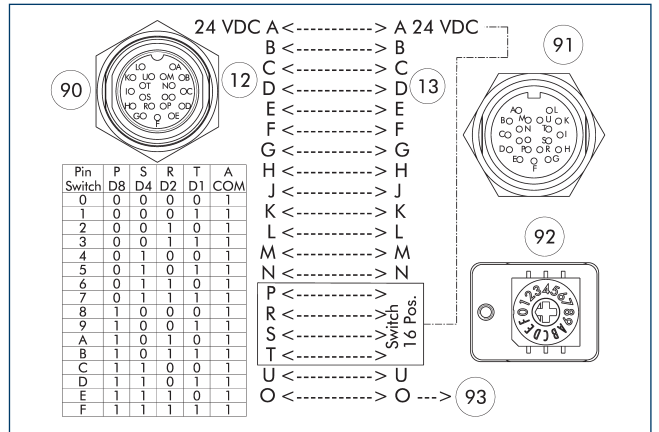 24 VDC A <-----------> A 24 VDC
B <-----------> B
C <-----------> C
D <-----------> D
E <-----------> E
F <-----------> F
G <-----------> G
H <-----------> H
J <-----------> J
K <-----------> K
L <-----------> L
M <-----------> M
N <-----------> N
P <----------->
R <----------->
S <----------->
T <----------->
Switch
16 Pos.
U <-----------> U
O <-----------> O ---> 93
90
12
13
91
92
L A
K U M B
T N
I S O C
H R P D
G E
F
A L
B M U K
N T
C O S I
D P R H
E G
F
Pin P S R T A
Switch D8 D4 D2 D1 COM
0 0 0 0 0 1
1 0 0 0 1 1
2 0 0 1 0 1
3 0 0 1 1 1
4 0 1 0 0 1
5 0 1 0 1 1
6 0 1 1 0 1
7 0 1 1 1 1
8 1 0 0 0 1
9 1 0 0 1 1
A 1 0 1 0 1
B 1 0 1 1 1
C 1 1 0 0 1
D 1 1 0 1 1
E 1 1 1 0 1
F 1 1 1 1 1
0123456789ABCDEF